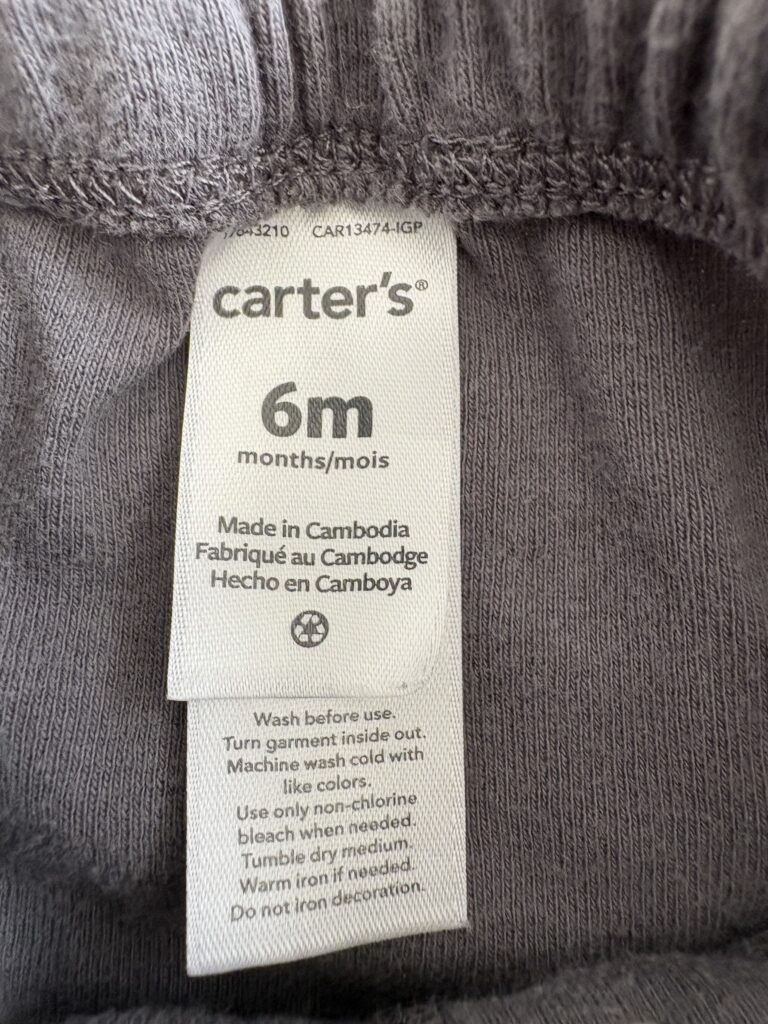 CAR13474-IGP
carter's®
6m
months/mois
Made in Cambodia
Fabriqué au Cambodge
Hecho en Camboya
Wash before use.
Turn garment inside out.
Machine wash cold with
like colors.
Use only non-chlorine
bleach when needed.
Tumble dry medium.
Warm iron if needed.
Do not iron decoration.